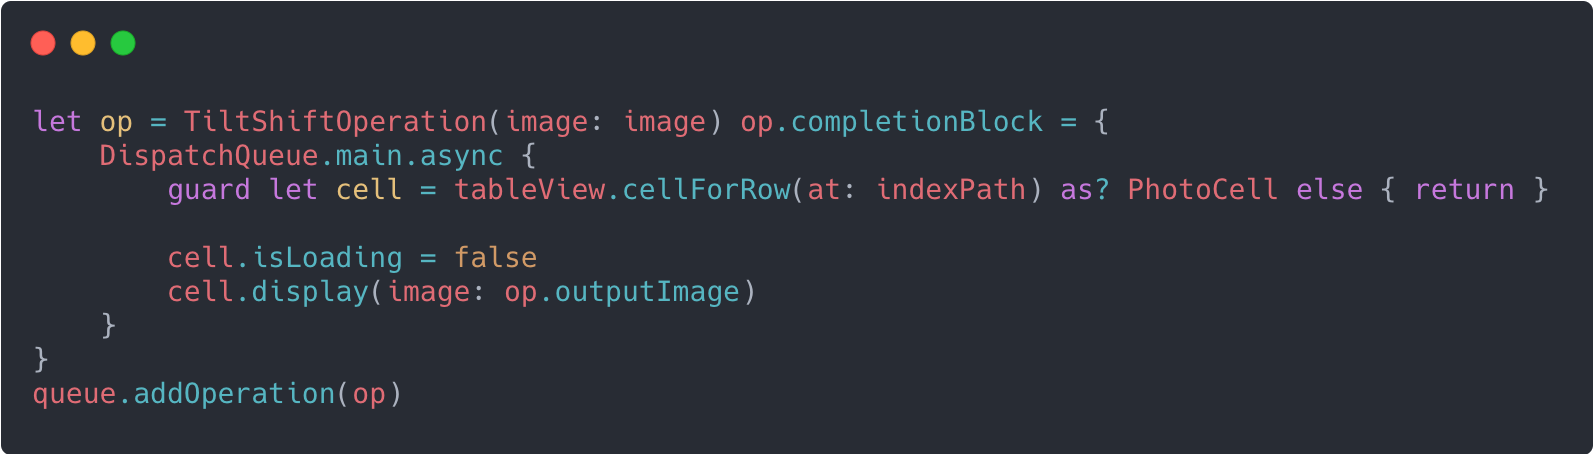 let op = TiltShiftOperation(image: image) op.completionBlock = {
    DispatchQueue.main.async {
        guard let cell = tableView.cellForRow(at: indexPath) as? PhotoCell else { return }

        cell.isLoading = false
        cell.display(image: op.outputImage)
    }
}
queue.addOperation(op)